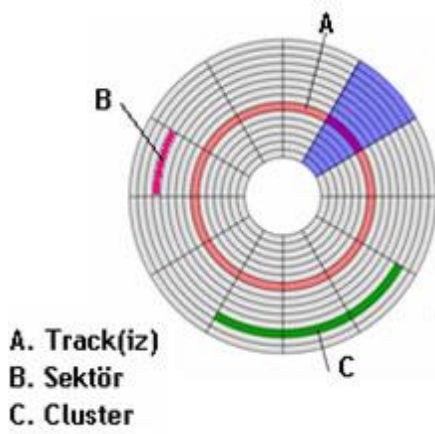 A
B
C
A. Track(iz)
B. Sektör
C. Cluster